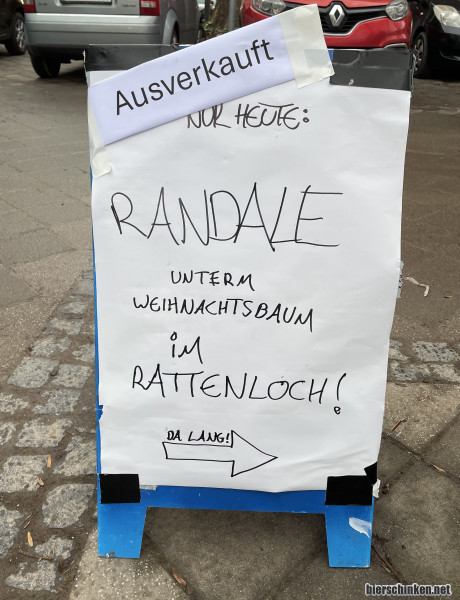 Ausverkauft
NUR HEUTE:
RANDALE
UNTERM
WEIHNACHTSBAUM
iM
RATTENLOCH!
DA LANG!
bierschinken.net